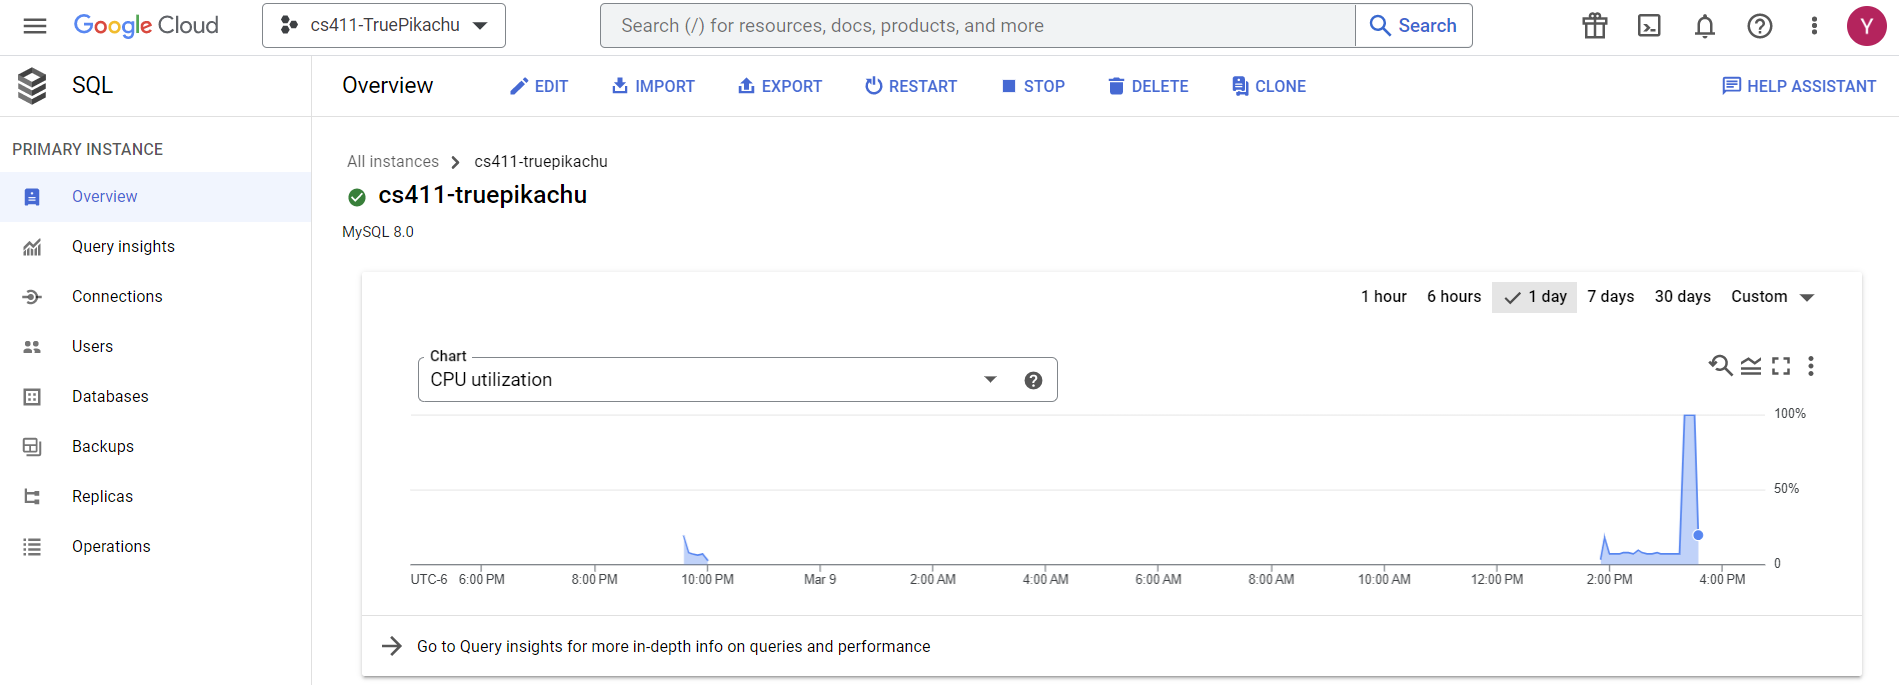 Google Cloud
cs411-TruePikachu
Search (/) for resources, docs, products, and more
Search
Y
SQL
Overview
EDIT
IMPORT
EXPORT
RESTART
STOP
DELETE
CLONE
HELP ASSISTANT
PRIMARY INSTANCE
Overview
Query insights
Connections
Users
Databases
Backups
Replicas
Operations
All instances
cs411-truepikachu
cs411-truepikachu
MySQL 8.0
1 hour
6 hours
1 day
7 days
30 days
Custom
Chart
CPU utilization
100%
50%
0
UTC-6 6:00 PM 8:00 PM 10:00 PM Mar 9 2:00 AM 4:00 AM 6:00 AM 8:00 AM 10:00 AM 12:00 PM 2:00 PM 4:00 PM
Go to Query insights for more in-depth info on queries and performance